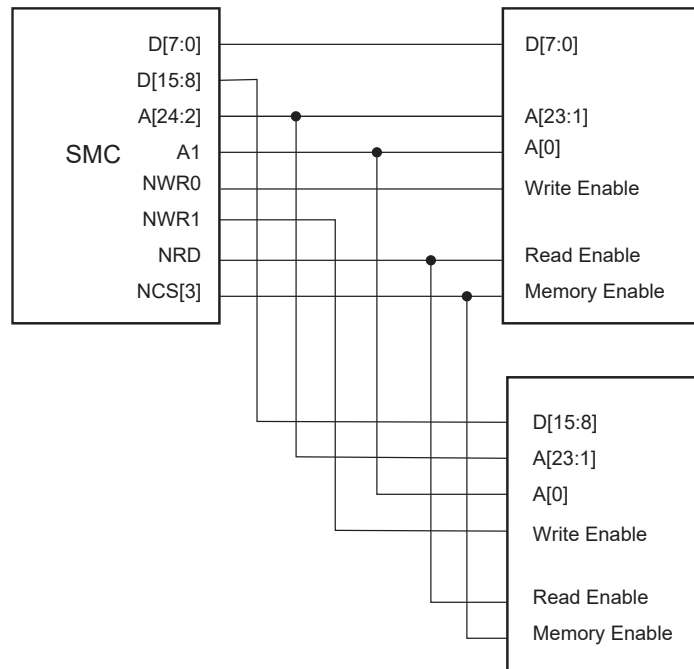 D[7:0]
D[15:8]
A[24:2]
SMC
A1
NWR0
NWR1
NRD
NCS[3]
D[7:0]
A[23:1]
A[0]
Write Enable
Read Enable
Memory Enable
D[15:8]
A[23:1]
A[0]
Write Enable
Read Enable
Memory Enable